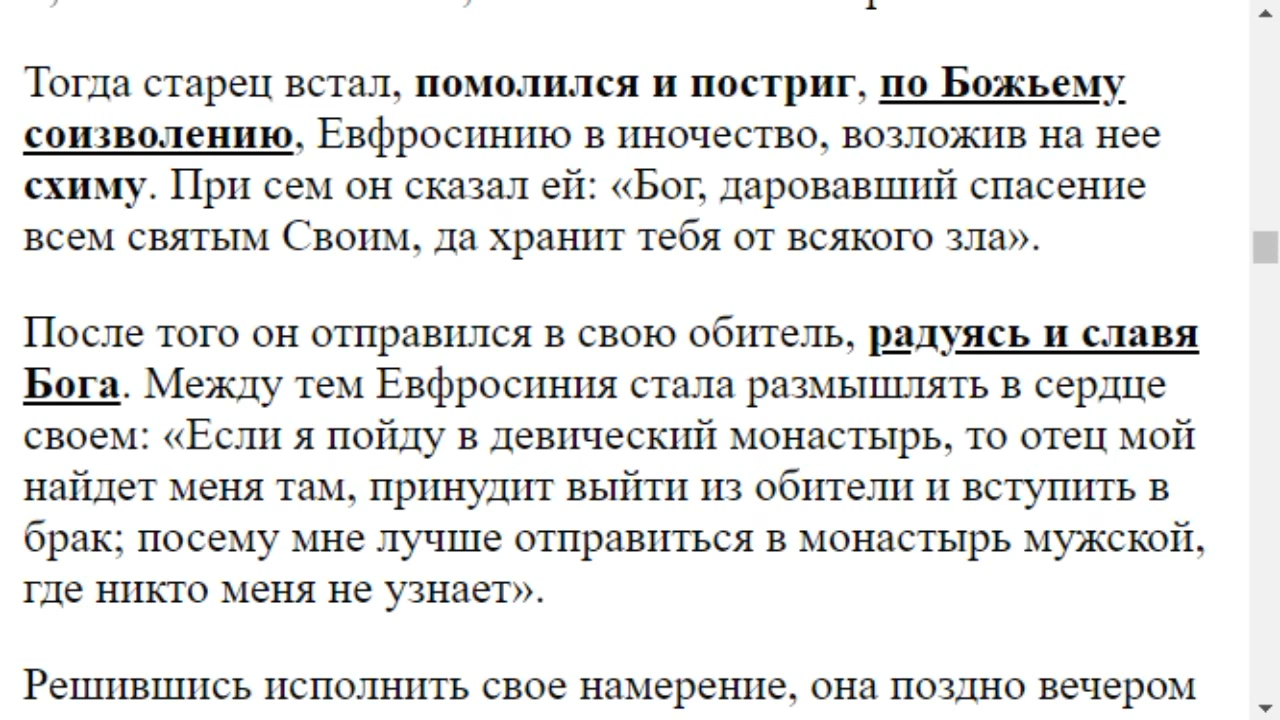 Тогда старец встал, помолился и постриг, по Божьему
соизволению, Евфросинию в иночество, возложив на нее
схиму. При сем он сказал ей: «Бог, даровавший спасение
всем святым Своим, да хранит тебя от всякого зла».
После того он отправился в свою обитель, радуясь и славя
Бога. Между тем Евфросиния стала размышлять в сердце
своем: «Если я пойду в девический монастырь, то отец мой
найдет меня там, принудит выйти из обители и вступить в
брак; посему мне лучше отправиться в монастырь мужской,
где никто меня не узнает».
Решившись исполнить свое намерение, она поздно вечером